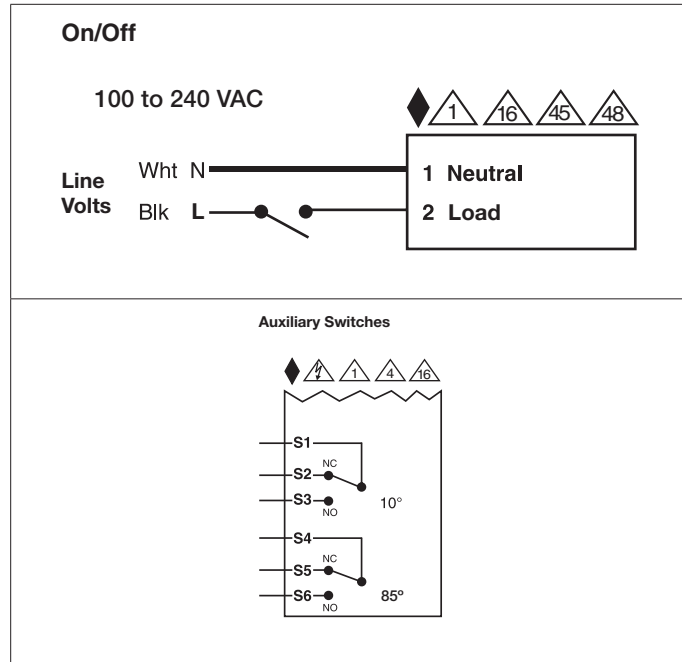 On/Off
100 to 240 VAC
1 16 45 48
Line Volts
Wht N
Blk L
1 Neutral
2 Load
Auxiliary Switches
1 4 16
S1
NC
S2
S3
NO
10°
S4
NC
S5
S6
NO
85º